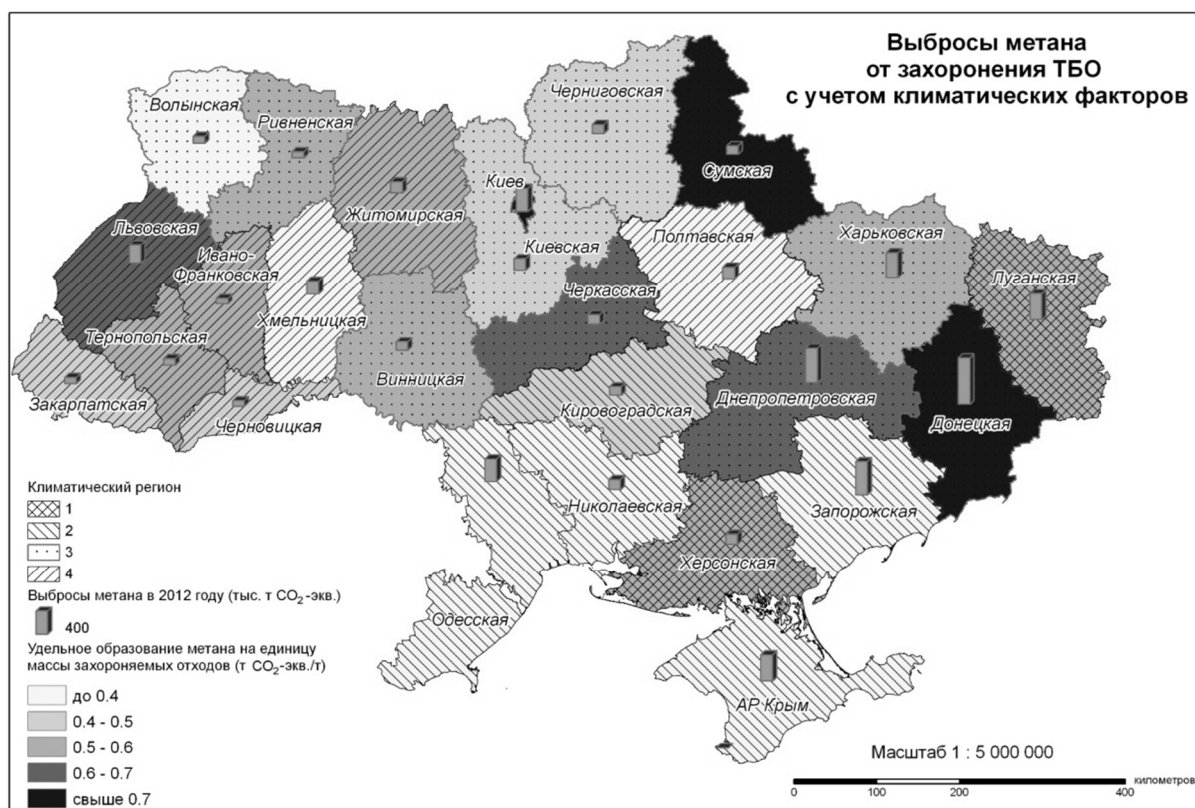 Выбросы метана
от захоронения ТБО
с учетом климатических факторов
Волынская
Ривненская
Черниговская
Сумская
Житомирская
Киев
Киевская
Львовская
Ивано-
Франковская
Хмельницкая
Полтавская
Харьковская
Луганская
Черкасская
Тернопольская
Винницкая
Закарпатская
Черновицкая
Кировоградская
Днепропетровская
Донецкая
Николаевская
Запорожская
Херсонская
Одесская
АР Крым
Климатический регион
1
2
3
4
Выбросы метана в 2012 году (тыс. т CO₂-экв.)
400
Удельное образование метана на единицу
массы захороняемых отходов (т CO₂-экв./т)
до 0.4
0.4 - 0.5
0.5 - 0.6
0.6 - 0.7
свыше 0.7
Масштаб 1 : 5 000 000
километров
0 100 200 400